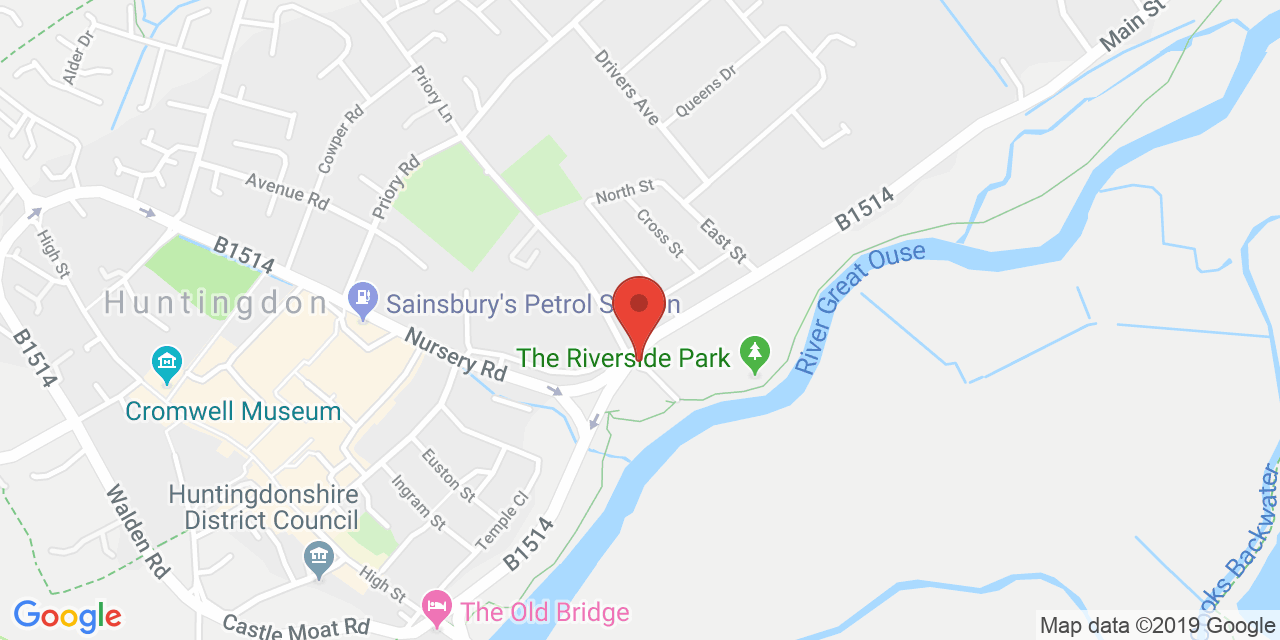 Main St
Alder Dr
Drivers Ave
Queens Dr
Priory Ln
Cowper Rd
Priory Rd
Avenue Rd
North St
Cross St
East St
B1514
High St
B1514
River Great Ouse
Huntingdon
Sainsbury's Petrol S
B1514
Nursery Rd
The Riverside Park
Cromwell Museum
Euston St
Ingram St
Temple Cl
Huntingdonshire
District Council
Walden Rd
B1514
High St
Castle Moat Rd
The Old Bridge
Backwater
Google
Map data ©2019 Google